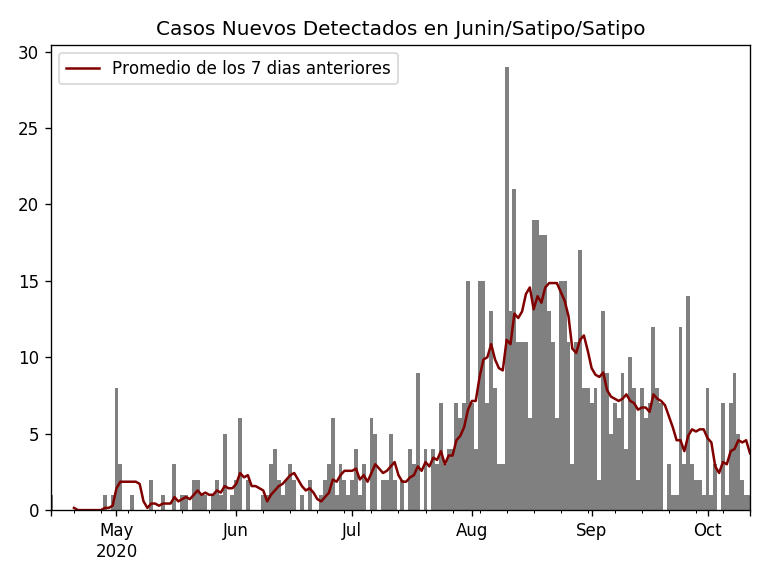 Casos Nuevos Detectados en Junin/Satipo/Satipo
Promedio de los 7 dias anteriores
30
25
20
15
10
5
0
May Jun Jul Aug Sep Oct
2020